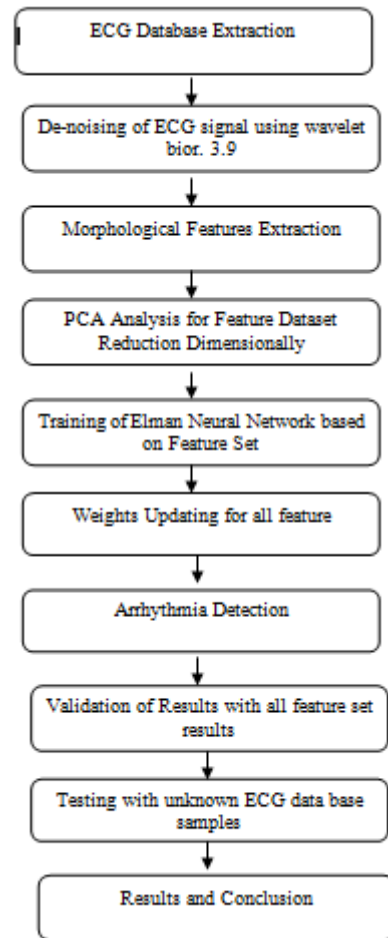 ECG Database Extraction
De-noising of ECG signal using wavelet
bior. 3.9
Morphological Features Extraction
PCA Analysis for Feature Dataset
Reduction Dimensionally
Training of Elman Neural Network based
on Feature Set
Weights Updating for all feature
Arrhythmia Detection
Validation of Results with all feature set
results
Testing with unknown ECG data base
samples
Results and Conclusion